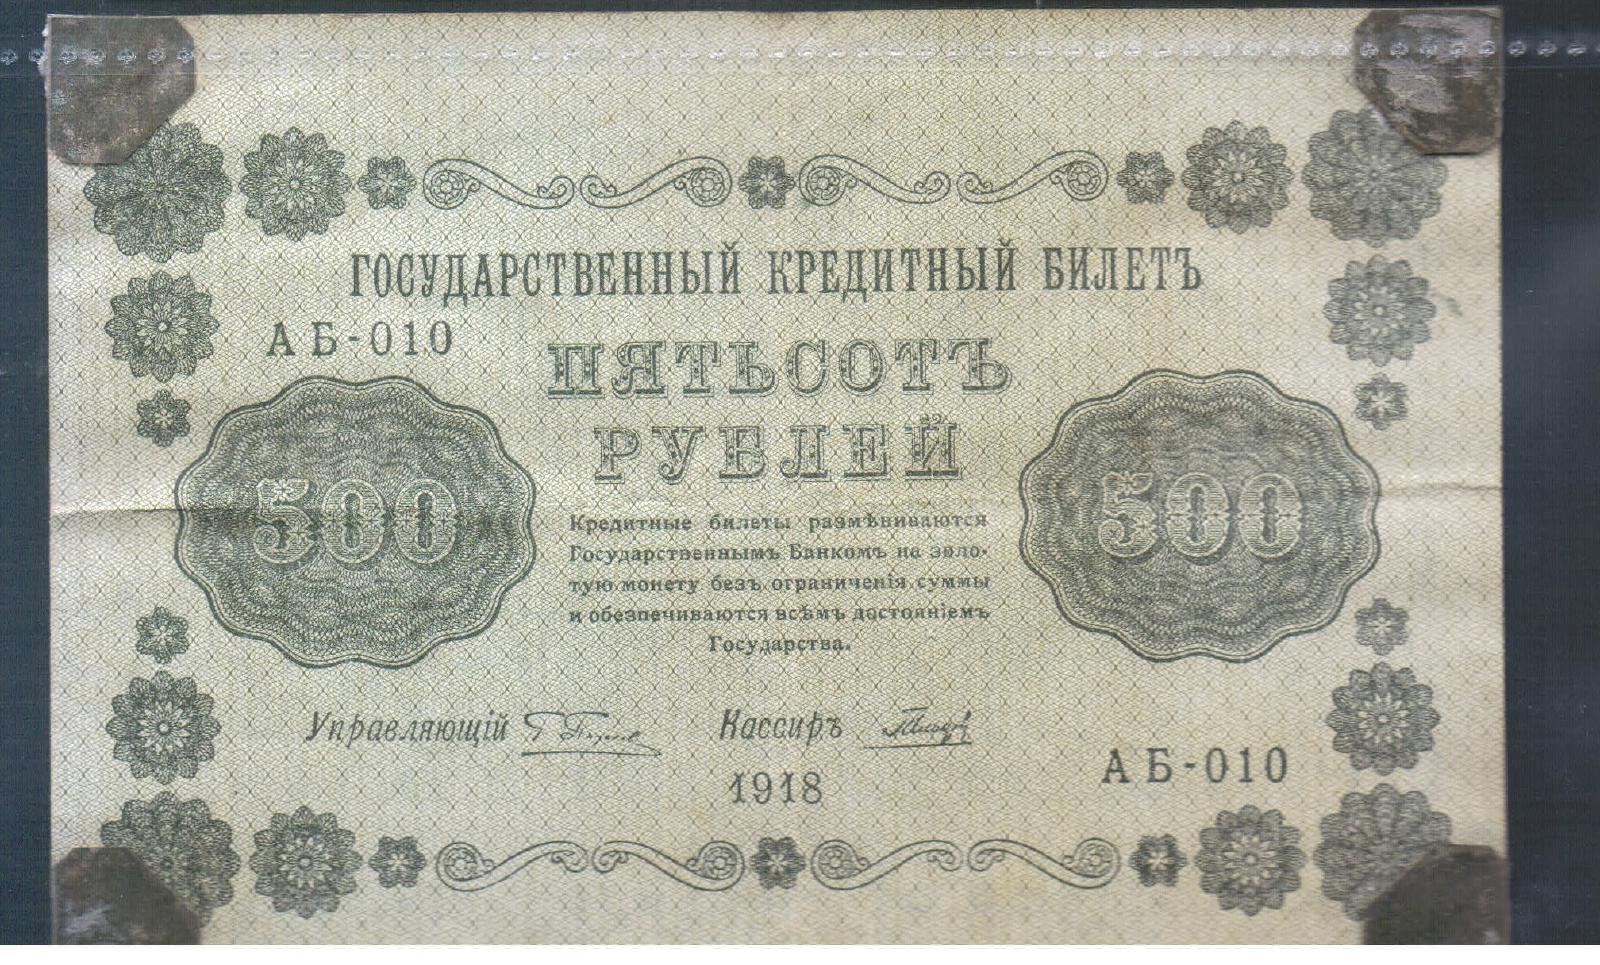 ГОСУДАРСТВЕННЫЙ КРЕДИТНЫЙ БИЛЕТЪ
АБ-010
ПЯТЬСОТЪ
РУБЛЕЙ
500
500
Кредитные билеты размѣниваются
Государственнымъ Банкомъ на золо-
тую монету безъ ограниченія суммы
и обезпечиваются всѣмъ достояніемъ
Государства.
Управляющій
Кассиръ
1918
АБ-010